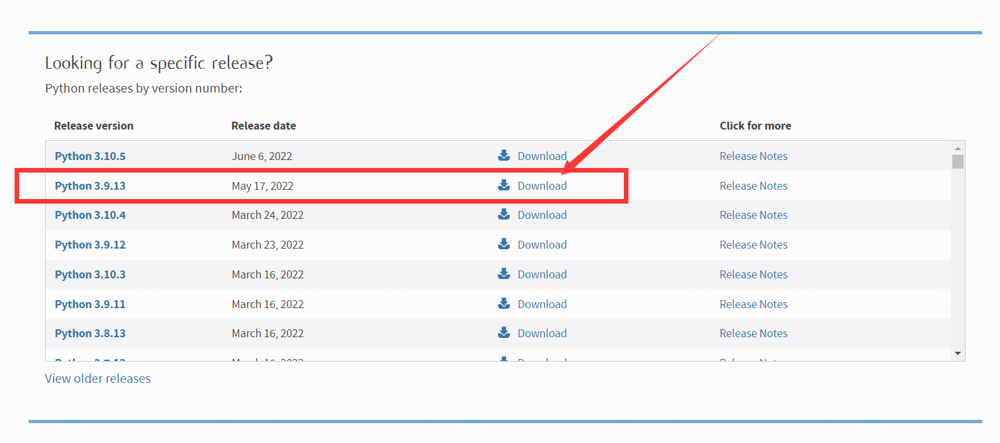 Looking for a specific release?
Python releases by version number:
Release version Release date Click for more
Python 3.10.5 June 6, 2022 Download Release Notes
Python 3.9.13 May 17, 2022 Download Release Notes
Python 3.10.4 March 24, 2022 Download Release Notes
Python 3.9.12 March 23, 2022 Download Release Notes
Python 3.10.3 March 16, 2022 Download Release Notes
Python 3.9.11 March 16, 2022 Download Release Notes
Python 3.8.13 March 16, 2022 Download Release Notes
View older releases